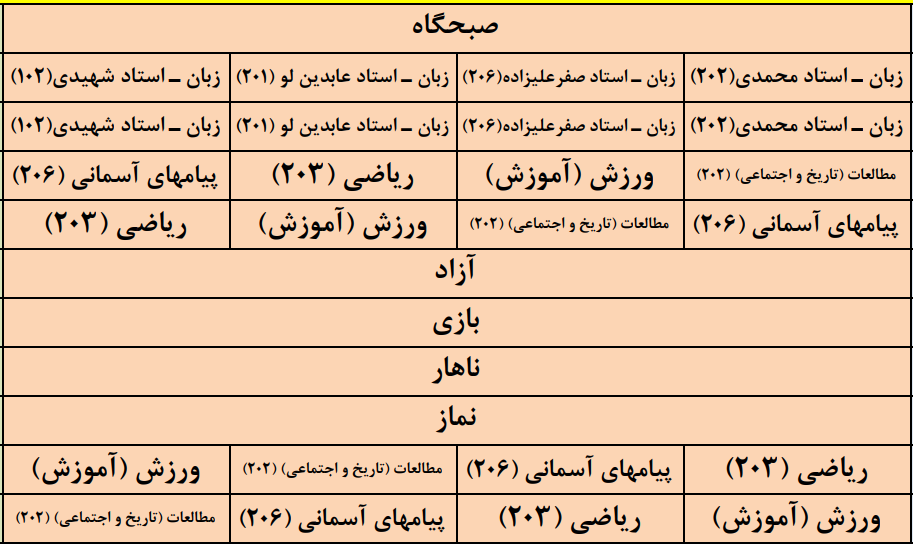 صبحگاه
زبان ـ استاد محمدی(۲۰۲) زبان ـ استاد صفرعلیزاده(۲۰۶) زبان ـ استاد عابدین لو (۲۰۱) زبان ـ استاد شهیدی(۱۰۲)
زبان ـ استاد محمدی(۲۰۲) زبان ـ استاد صفرعلیزاده(۲۰۶) زبان ـ استاد عابدین لو (۲۰۱) زبان ـ استاد شهیدی(۱۰۲)
مطالعات (تاریخ و اجتماعی) (۲۰۲) ورزش (آموزش) ریاضی (۲۰۳) پیامهای آسمانی (۲۰۶)
پیامهای آسمانی (۲۰۶) مطالعات (تاریخ و اجتماعی) (۲۰۲) ورزش (آموزش) ریاضی (۲۰۳)
آزاد
بازی
ناهار
نماز
ریاضی (۲۰۳) پیامهای آسمانی (۲۰۶) مطالعات (تاریخ و اجتماعی) (۲۰۲) ورزش (آموزش)
ورزش (آموزش) ریاضی (۲۰۳) پیامهای آسمانی (۲۰۶) مطالعات (تاریخ و اجتماعی) (۲۰۲)